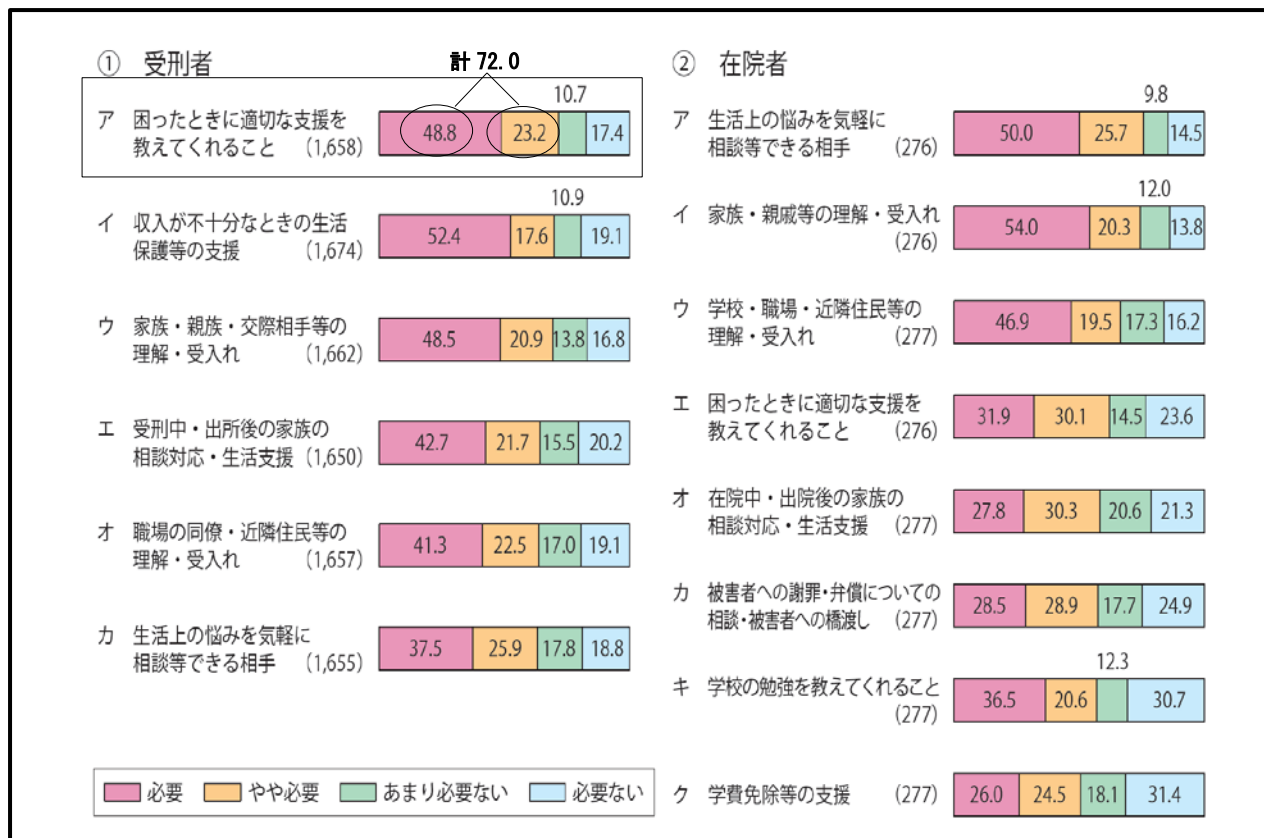 ① 受刑者
計 72.0
ア 困ったときに適切な支援を
教えてくれること (1,658)
48.8 23.2 10.7 17.4
イ 収入が不十分なときの生活
保護等の支援 (1,674)
52.4 17.6 10.9 19.1
ウ 家族・親族・交際相手等の
理解・受入れ (1,662)
48.5 20.9 13.8 16.8
エ 受刑中・出所後の家族の
相談対応・生活支援 (1,650)
42.7 21.7 15.5 20.2
オ 職場の同僚・近隣住民等の
理解・受入れ (1,657)
41.3 22.5 17.0 19.1
カ 生活上の悩みを気軽に
相談等できる相手 (1,655)
37.5 25.9 17.8 18.8
必要 やや必要 あまり必要ない 必要ない
② 在院者
ア 生活上の悩みを気軽に
相談等できる相手 (276)
50.0 25.7 9.8 14.5
イ 家族・親戚等の理解・受入れ
(276)
54.0 20.3 12.0 13.8
ウ 学校・職場・近隣住民等の
理解・受入れ (277)
46.9 19.5 17.3 16.2
エ 困ったときに適切な支援を
教えてくれること (276)
31.9 30.1 14.5 23.6
オ 在院中・出院後の家族の
相談対応・生活支援 (277)
27.8 30.3 20.6 21.3
カ 被害者への謝罪・弁償についての
相談・被害者への橋渡し (277)
28.5 28.9 17.7 24.9
キ 学校の勉強を教えてくれること
(277)
36.5 20.6 12.3 30.7
ク 学費免除等の支援 (277)
26.0 24.5 18.1 31.4